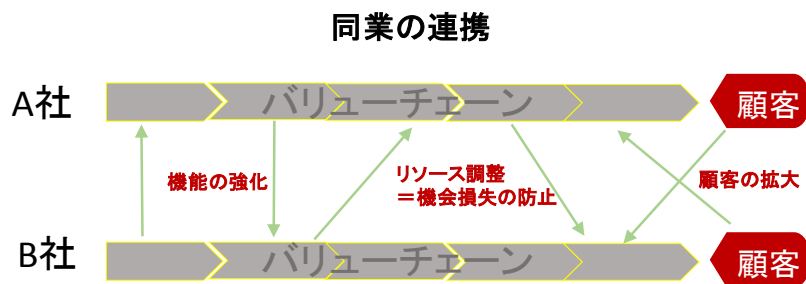 同業の連携
A社
バリューチェーン
顧客
機能の強化
リソース調整
＝機会損失の防止
顧客の拡大
B社
バリューチェーン
顧客